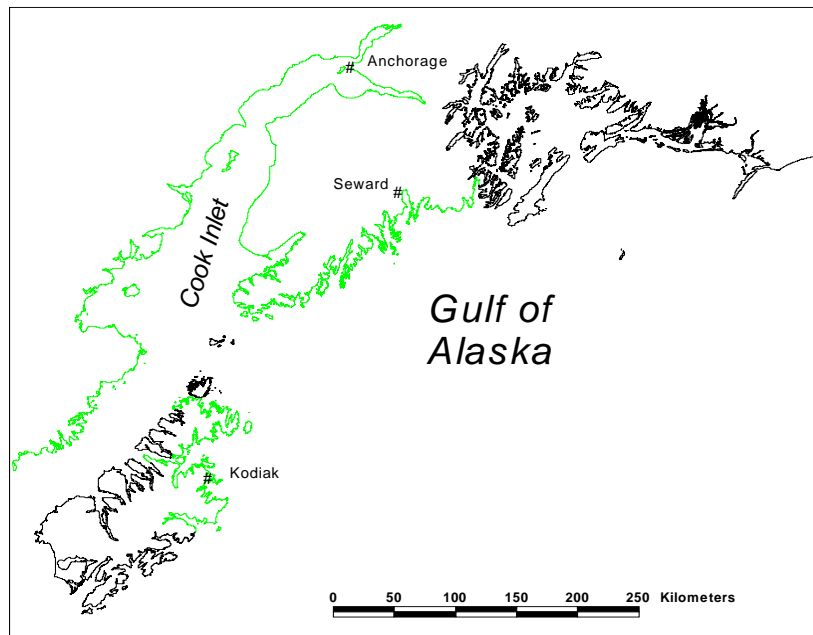 # Anchorage
Seward #
Cook Inlet
Gulf of
Alaska
Kodiak
#
0 50 100 150 200 250 Kilometers